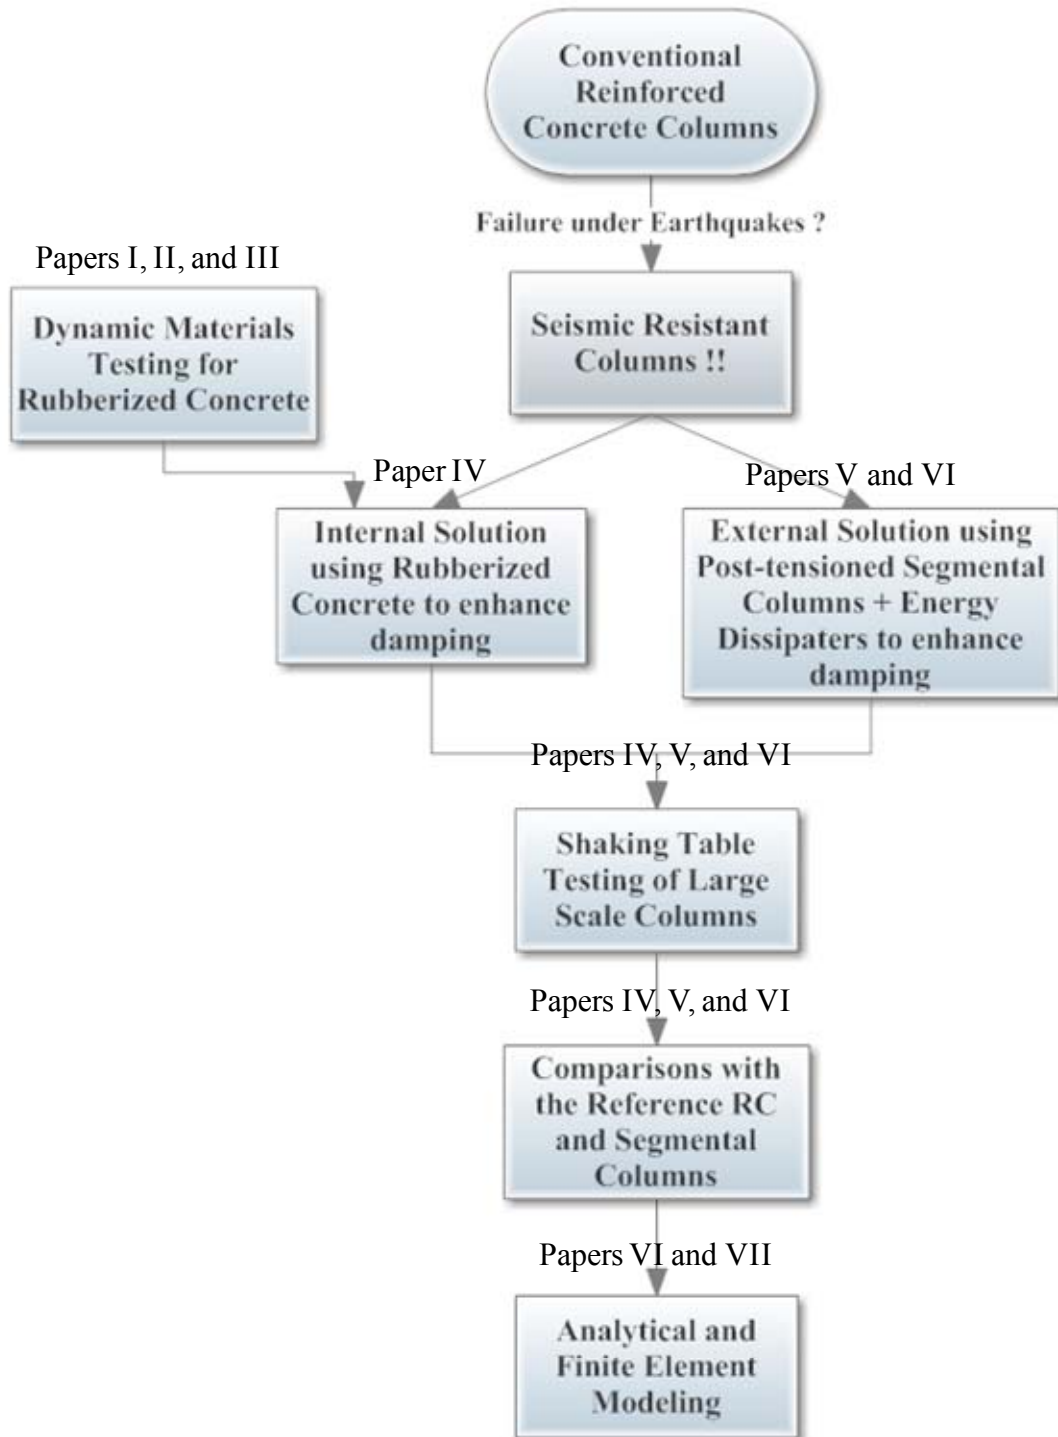 Conventional
Reinforced
Concrete Columns
Failure under Earthquakes ?
Papers I, II, and III
Dynamic Materials
Testing for
Rubberized Concrete
Seismic Resistant
Columns !!
Paper IV
Papers V and VI
Internal Solution
using Rubberized
Concrete to enhance
damping
External Solution using
Post-tensioned Segmental
Columns + Energy
Dissipaters to enhance
damping
Papers IV, V, and VI
Shaking Table
Testing of Large
Scale Columns
Papers IV, V, and VI
Comparisons with
the Reference RC
and Segmental
Columns
Papers VI and VII
Analytical and
Finite Element
Modeling